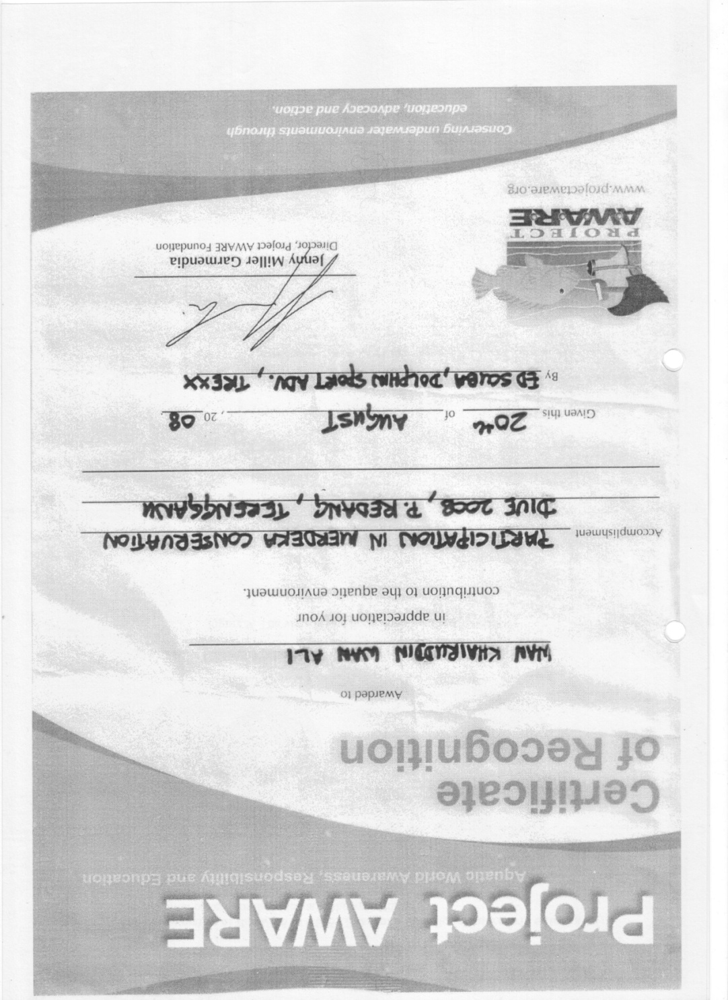 Project AWARE
Aquatic World Awareness, Responsibility and Education
Certificate
of Recognition
Awarded to
WAN KHAIRUDDIN WAN ALI
in appreciation for your
contribution to the aquatic environment.
Accomplishment PARTICIPATION IN MERDEKA CONSERVATION
DIVE 2008, P. REDANG, TERENGGANU
Given this 20th of AUGUST, 20 08
By ED SCUBA, DOLPHIN SPORT ADV., TREXX
Jenny Miller Garmendia
Director, Project AWARE Foundation
PROJECT
AWARE
www.projectaware.org
Conserving underwater environments through
education, advocacy and action.